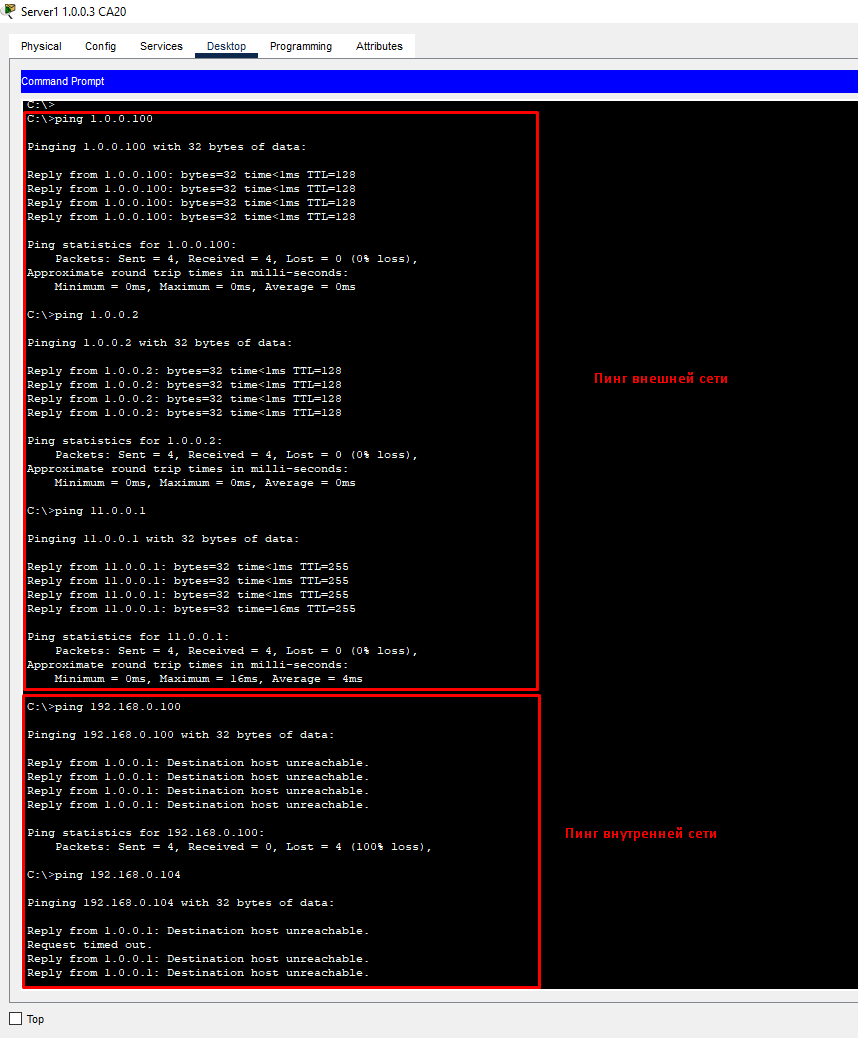 Server1 1.0.0.3 CA20
Physical Config Services Desktop Programming Attributes
Command Prompt
C:\>
C:\>ping 1.0.0.100
Pinging 1.0.0.100 with 32 bytes of data:
Reply from 1.0.0.100: bytes=32 time<1ms TTL=128
Reply from 1.0.0.100: bytes=32 time<1ms TTL=128
Reply from 1.0.0.100: bytes=32 time<1ms TTL=128
Reply from 1.0.0.100: bytes=32 time<1ms TTL=128
Ping statistics for 1.0.0.100:
Packets: Sent = 4, Received = 4, Lost = 0 (0% loss),
Approximate round trip times in milli-seconds:
Minimum = 0ms, Maximum = 0ms, Average = 0ms
C:\>ping 1.0.0.2
Pinging 1.0.0.2 with 32 bytes of data:
Reply from 1.0.0.2: bytes=32 time<1ms TTL=128
Reply from 1.0.0.2: bytes=32 time<1ms TTL=128
Reply from 1.0.0.2: bytes=32 time<1ms TTL=128
Reply from 1.0.0.2: bytes=32 time<1ms TTL=128
Ping statistics for 1.0.0.2:
Packets: Sent = 4, Received = 4, Lost = 0 (0% loss),
Approximate round trip times in milli-seconds:
Minimum = 0ms, Maximum = 0ms, Average = 0ms
C:\>ping 11.0.0.1
Pinging 11.0.0.1 with 32 bytes of data:
Reply from 11.0.0.1: bytes=32 time<1ms TTL=255
Reply from 11.0.0.1: bytes=32 time<1ms TTL=255
Reply from 11.0.0.1: bytes=32 time<1ms TTL=255
Reply from 11.0.0.1: bytes=32 time=16ms TTL=255
Ping statistics for 11.0.0.1:
Packets: Sent = 4, Received = 4, Lost = 0 (0% loss),
Approximate round trip times in milli-seconds:
Minimum = 0ms, Maximum = 16ms, Average = 4ms
Пинг внешней сети
C:\>ping 192.168.0.100
Pinging 192.168.0.100 with 32 bytes of data:
Reply from 1.0.0.1: Destination host unreachable.
Reply from 1.0.0.1: Destination host unreachable.
Reply from 1.0.0.1: Destination host unreachable.
Reply from 1.0.0.1: Destination host unreachable.
Ping statistics for 192.168.0.100:
Packets: Sent = 4, Received = 0, Lost = 4 (100% loss),
C:\>ping 192.168.0.104
Pinging 192.168.0.104 with 32 bytes of data:
Reply from 1.0.0.1: Destination host unreachable.
Request timed out.
Reply from 1.0.0.1: Destination host unreachable.
Reply from 1.0.0.1: Destination host unreachable.
Пинг внутренней сети
Top